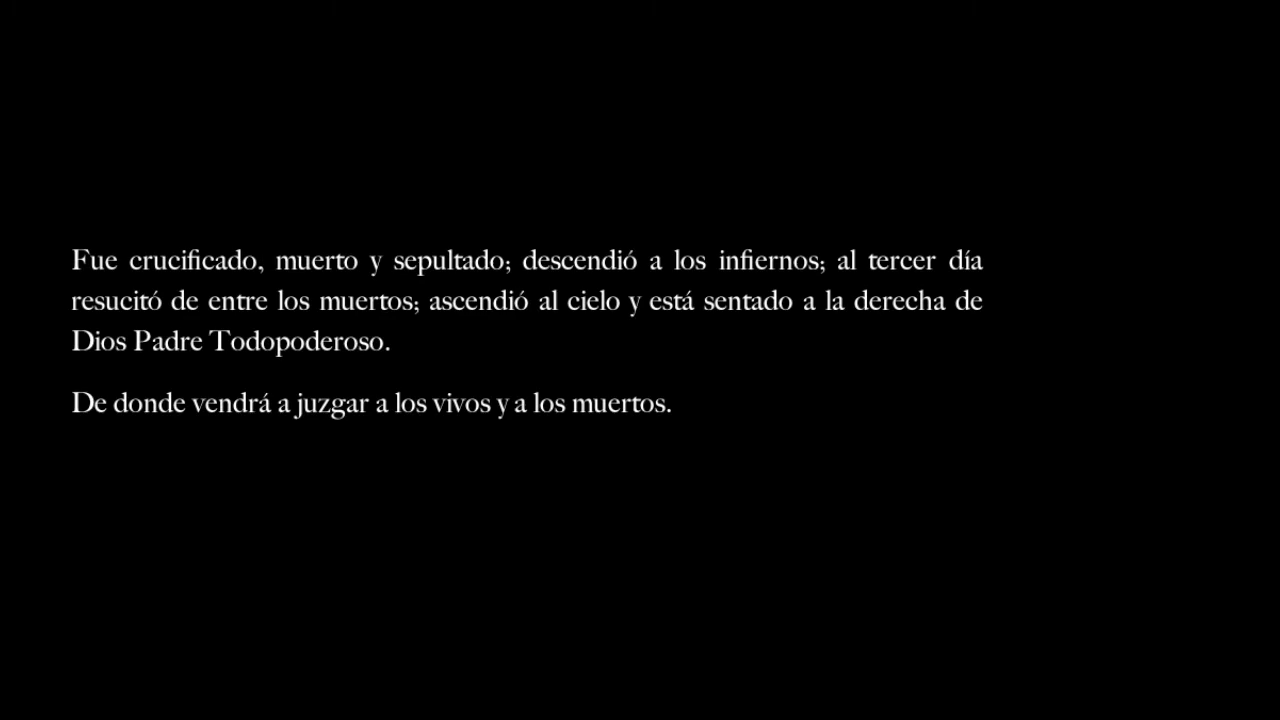 Fue crucificado, muerto y sepultado; descendió a los infiernos; al tercer día
resucitó de entre los muertos; ascendió al cielo y está sentado a la derecha de
Dios Padre Todopoderoso.
De donde vendrá a juzgar a los vivos y a los muertos.